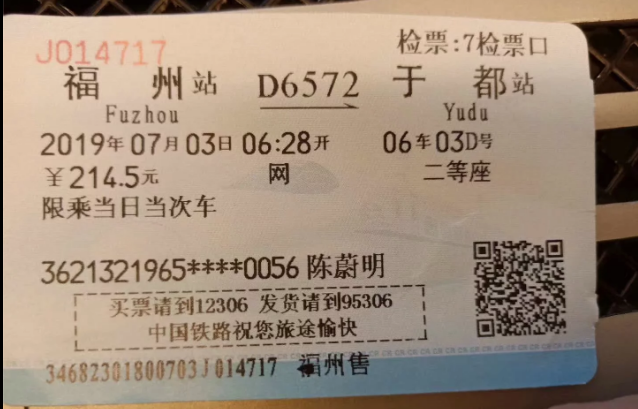 J014717 检票:7检票口
福州站 D6572 于都站
Fuzhou Yudu
2019年07月03日 06:28开 06车03D号
￥214.5元 网 二等座
限乘当日当次车
3621321965****0056 陈蔚明
买票请到12306 发货请到95306
中国铁路祝您旅途愉快
34682301800703J014717 福州售